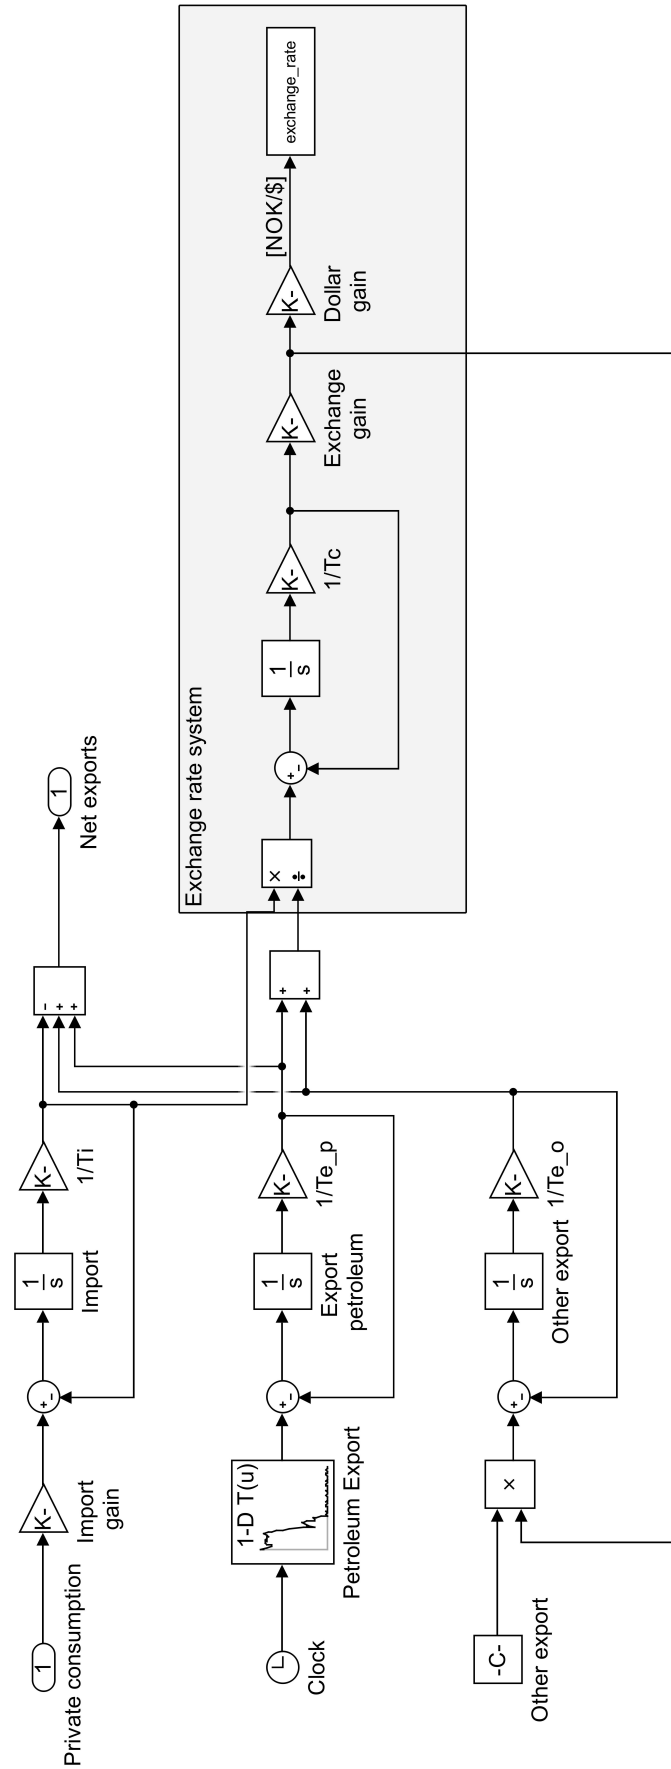 1
Private consumption
K-
Import
gain
+
-
1
s
Import
K-
1/Ti
-
+
+
1
Net exports
Clock
1-D T(u)
Petroleum Export
+
-
1
s
Export
petroleum
K-
1/Te_p
+
+
Exchange rate system
×
÷
+
-
1
s
K-
1/Tc
K-
Exchange
gain
K-
Dollar
gain
[NOK/$]
exchange_rate
-C-
Other export
×
+
-
1
s
Other export
K-
1/Te_o